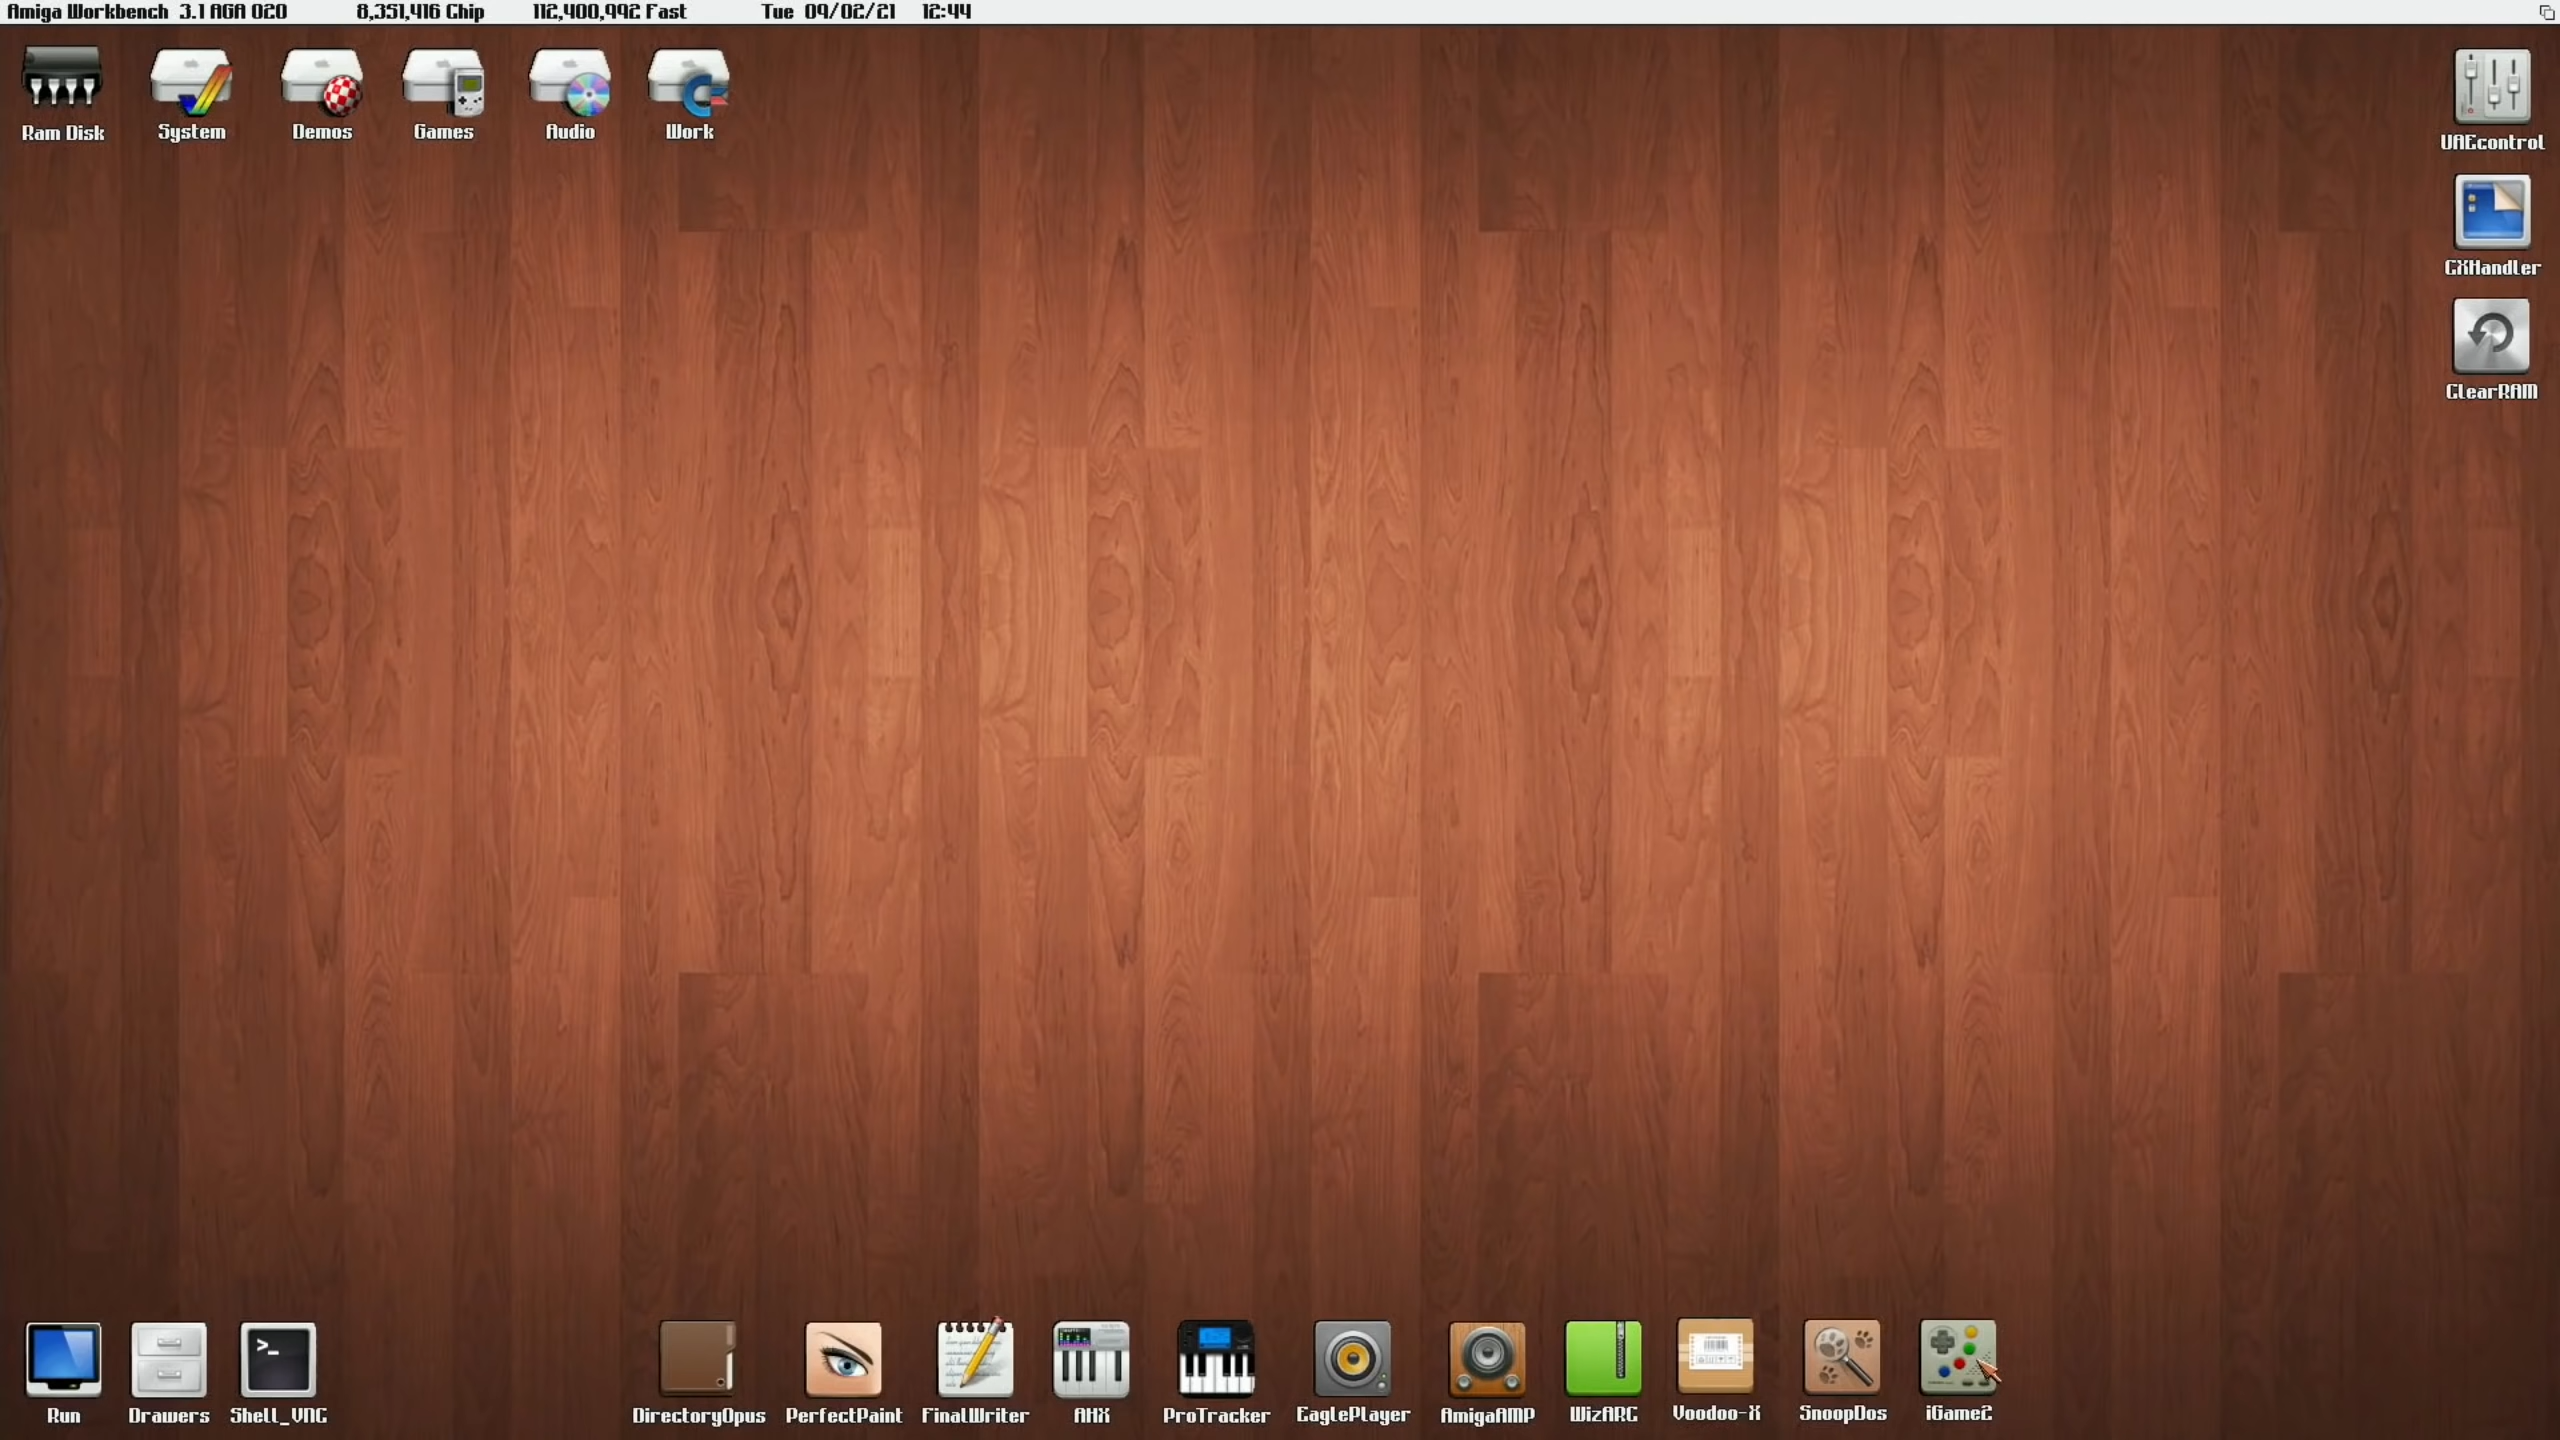 Amiga Workbench 3.1 AGA 020 8,351,416 Chip 112,400,992 Fast Tue 09/02/21 12:44
Ram Disk System Demos Games Audio Work
UAEcontrol
CXHandler
ClearRAM
Run Drawers Shell_VNC DirectoryOpus PerfectPaint FinalWriter AHX ProTracker EaglePlayer AmigaAMP WizARC Voodoo-X SnoopDos iGame2